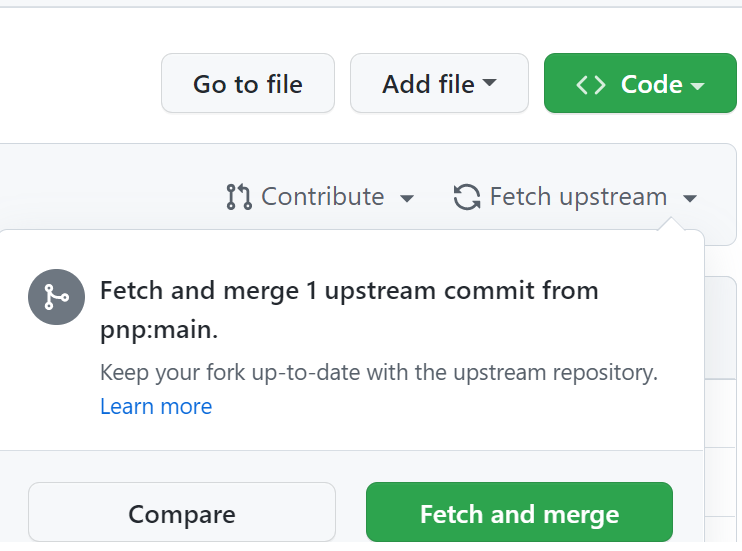 Go to file
Add file
<> Code
Contribute
Fetch upstream
Fetch and merge 1 upstream commit from
pnp:main.
Keep your fork up-to-date with the upstream repository.
Learn more
Compare
Fetch and merge